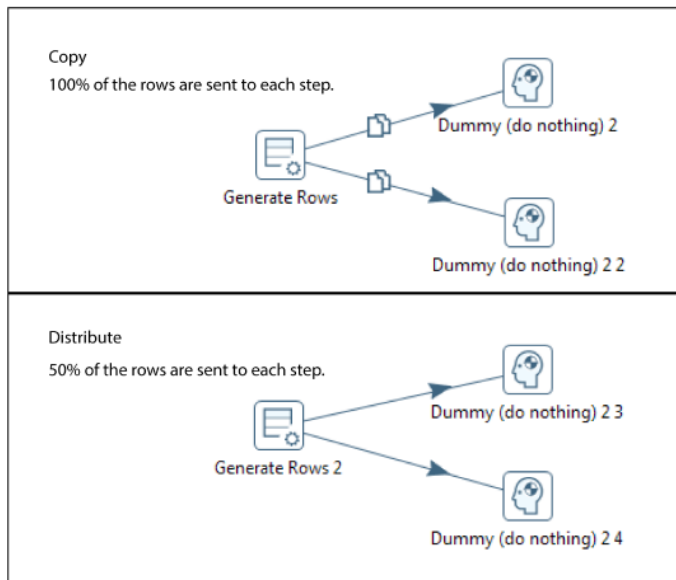 Copy
100% of the rows are sent to each step.
Dummy (do nothing) 2
Generate Rows
Dummy (do nothing) 2 2
Distribute
50% of the rows are sent to each step.
Dummy (do nothing) 2 3
Generate Rows 2
Dummy (do nothing) 2 4